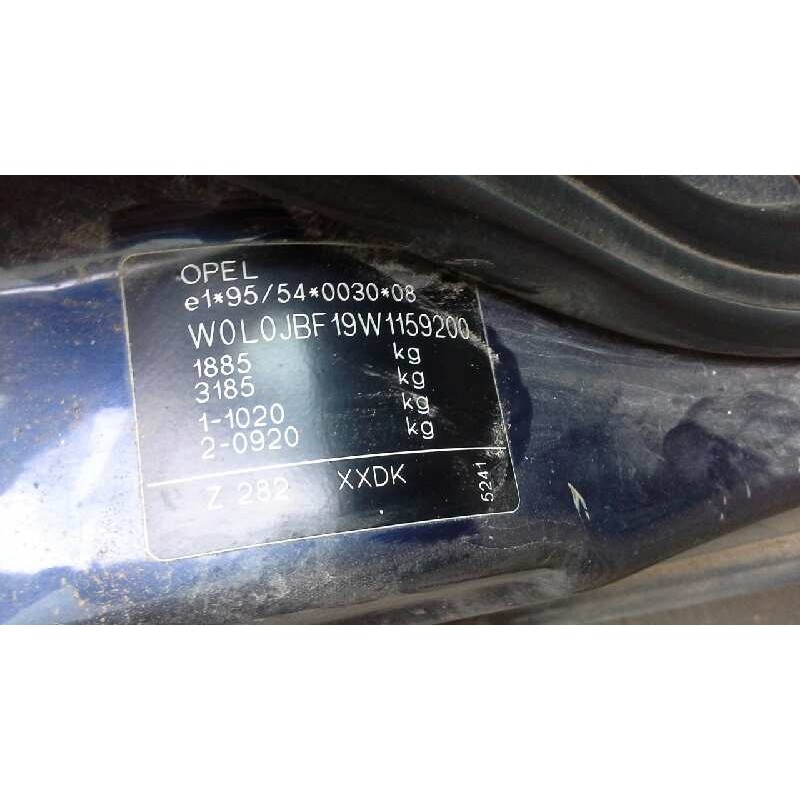 OPEL
e1*95/54*0030*08
W0L0JBF19W1159200
1885 kg
3185 kg
1-1020 kg
2-0920 kg
Z 282 XXDK
5241